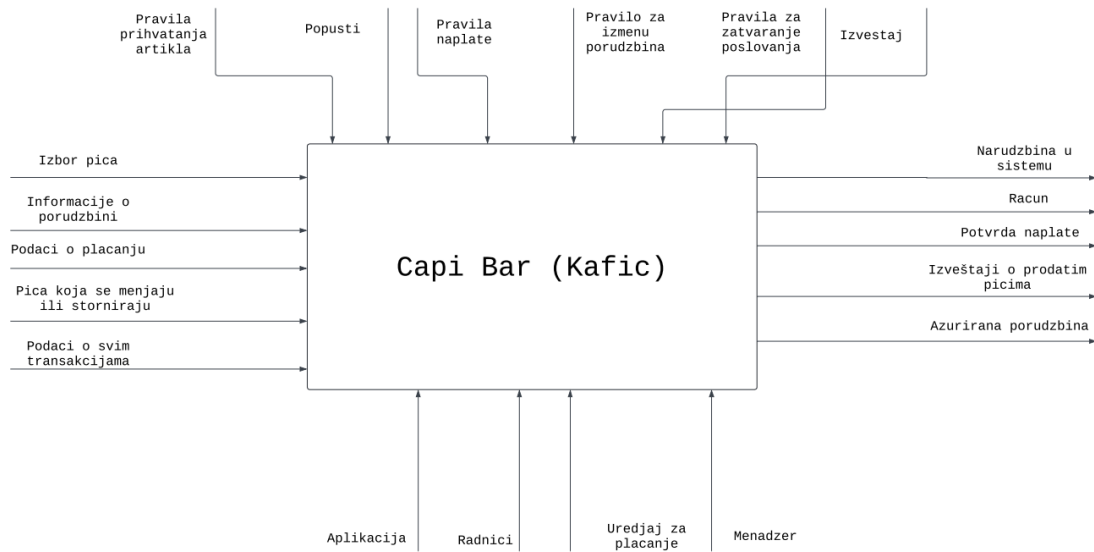 Pravila
prihvatanja
artikla
Popusti
Pravila
naplate
Pravilo za
izmenu
porudzbina
Pravila za
zatvaranje
poslovanja
Izvestaj
Izbor pica
Informacije o
porudzbini
Podaci o placanju
Pica koja se menjaju
ili storniraju
Podaci o svim
transakcijama
Capi Bar (Kafic)
Narudzbina u
sistemu
Racun
Potvrda naplate
Izveštaji o prodatim
picima
Azurirana porudzbina
Aplikacija
Radnici
Uredjaj za
placanje
Menadzer